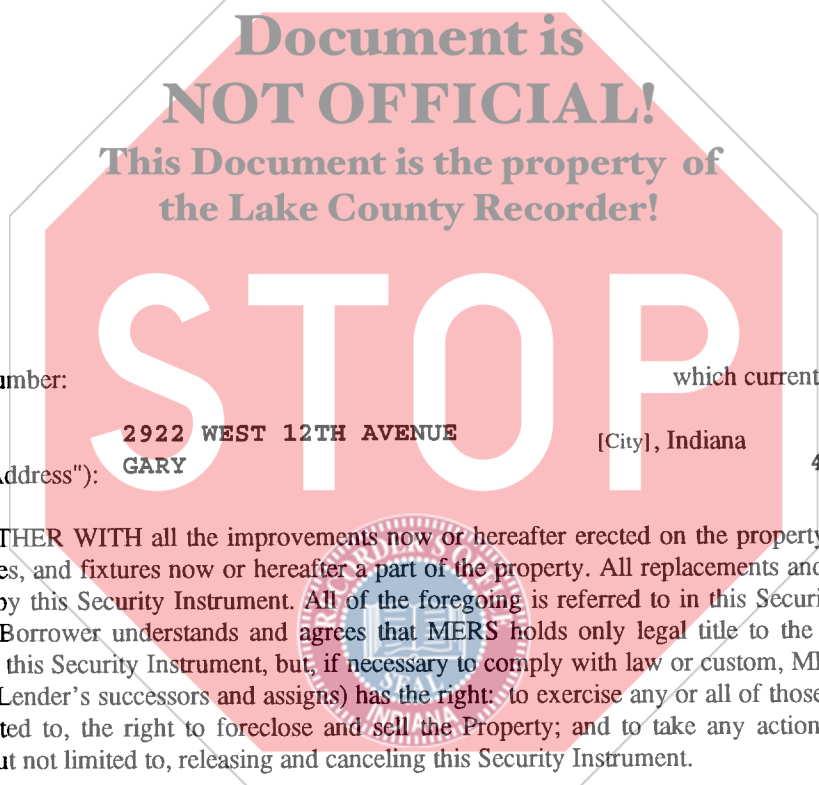 Document is
NOT OFFICIAL!
This Document is the property of
the Lake County Recorder!
STOP
umber: which current
2922 WEST 12TH AVENUE
[City], Indiana
Address"): GARY 4
THER WITH all the improvements now or hereafter erected on the property
es, and fixtures now or hereafter a part of the property. All replacements and
by this Security Instrument. All of the foregoing is referred to in this Securi
Borrower understands and agrees that MERS holds only legal title to the
this Security Instrument, but, if necessary to comply with law or custom, ME
Lender's successors and assigns) has the right: to exercise any or all of those
ted to, the right to foreclose and sell the Property; and to take any action
ut not limited to, releasing and canceling this Security Instrument.
SEAL
INDIANA